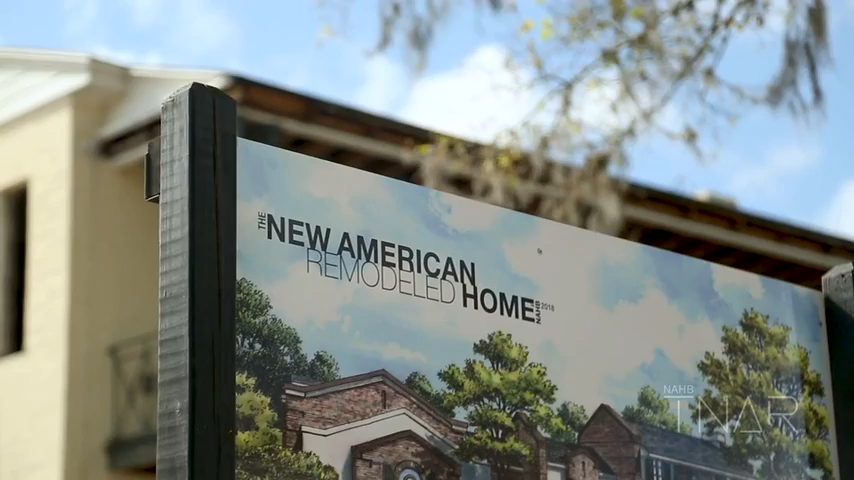 THE NEW AMERICAN
REMODELED HOME NAHB 2018
NAHB
TNAR